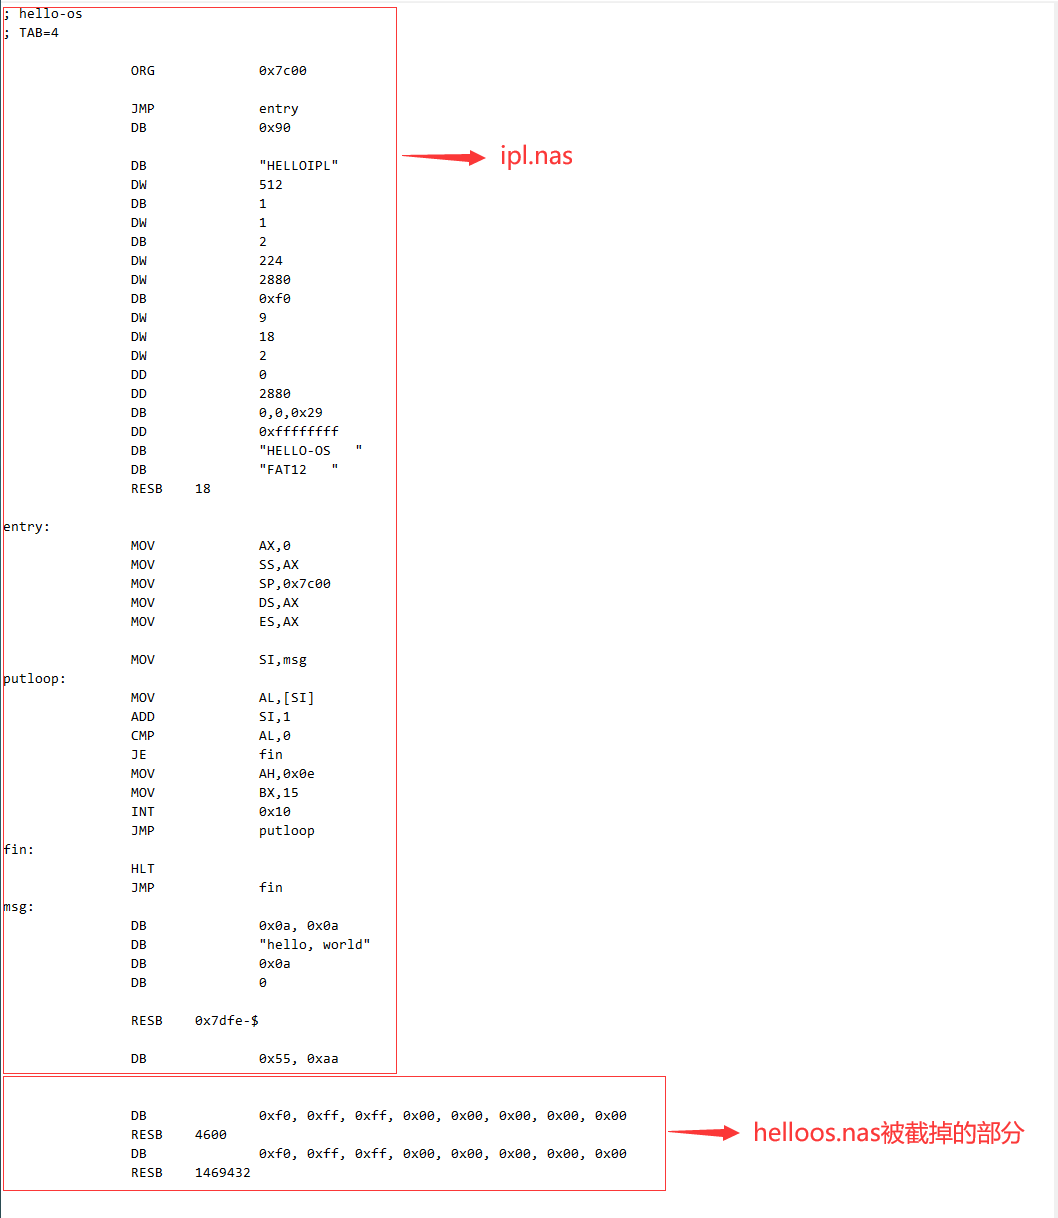 ; hello-os
; TAB=4
ORG 0x7c00
JMP entry
DB 0x90
DB "HELLOIPL"
DW 512
DB 1
DW 1
DB 2
DW 224
DW 2880
DB 0xf0
DW 9
DW 18
DW 2
DD 0
DD 2880
DB 0,0,0x29
DD 0xffffffff
DB "HELLO-OS   "
DB "FAT12   "
RESB 18
entry:
MOV AX,0
MOV SS,AX
MOV SP,0x7c00
MOV DS,AX
MOV ES,AX
MOV SI,msg
putloop:
MOV AL,[SI]
ADD SI,1
CMP AL,0
JE fin
MOV AH,0x0e
MOV BX,15
INT 0x10
JMP putloop
fin:
HLT
JMP fin
msg:
DB 0x0a, 0x0a
DB "hello, world"
DB 0x0a
DB 0
RESB 0x7dfe-$
DB 0x55, 0xaa
ipl.nas
DB 0xf0, 0xff, 0xff, 0x00, 0x00, 0x00, 0x00, 0x00
RESB 4600
DB 0xf0, 0xff, 0xff, 0x00, 0x00, 0x00, 0x00, 0x00
RESB 1469432
helloos.nas被截掉的部分